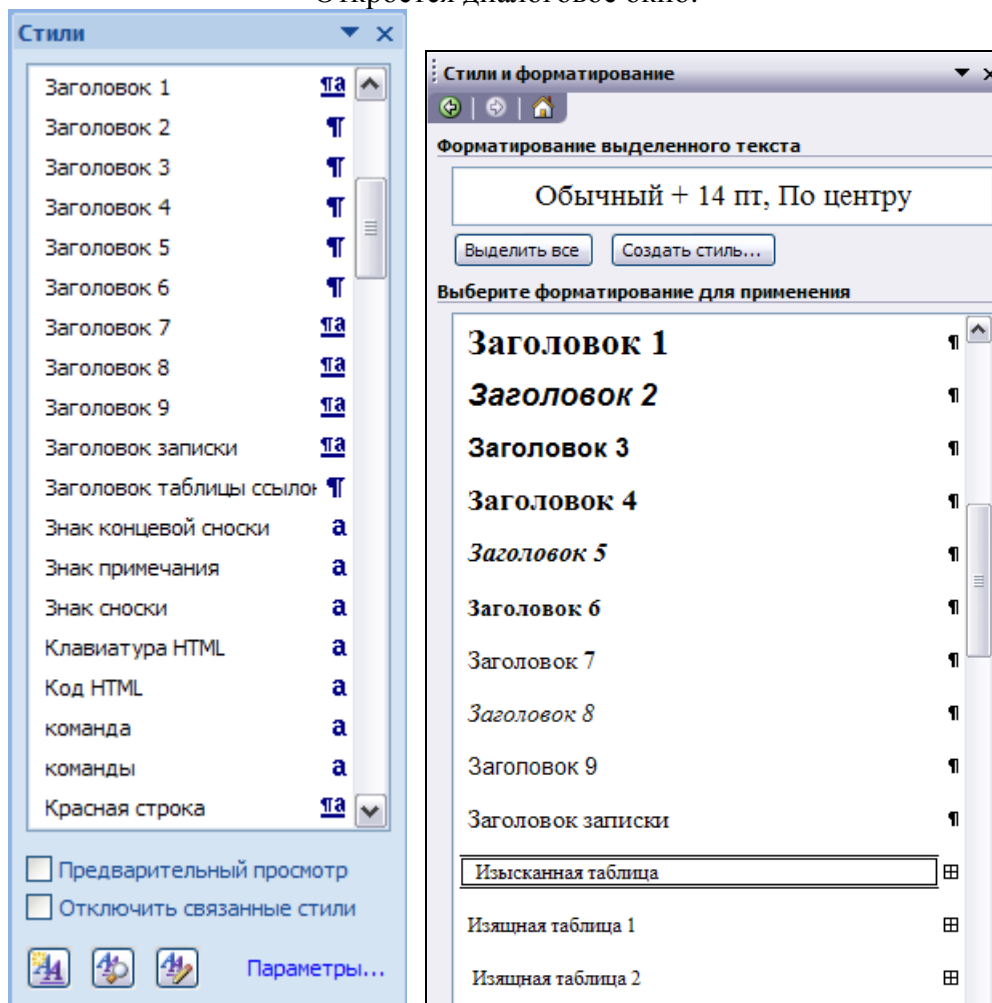 Откроется диалоговое окно:
Стили
Заголовок 1
Заголовок 2
Заголовок 3
Заголовок 4
Заголовок 5
Заголовок 6
Заголовок 7
Заголовок 8
Заголовок 9
Заголовок записки
Заголовок таблицы ссылок
Знак концевой сноски
Знак примечания
Знак сноски
Клавиатура HTML
Код HTML
команда
команды
Красная строка
Предварительный просмотр
Отключить связанные стили
Параметры...
Стили и форматирование
Форматирование выделенного текста
Обычный + 14 пт, По центру
Выделить все Создать стиль...
Выберите форматирование для применения
Заголовок 1
Заголовок 2
Заголовок 3
Заголовок 4
Заголовок 5
Заголовок 6
Заголовок 7
Заголовок 8
Заголовок 9
Заголовок записки
Изысканная таблица
Изящная таблица 1
Изящная таблица 2